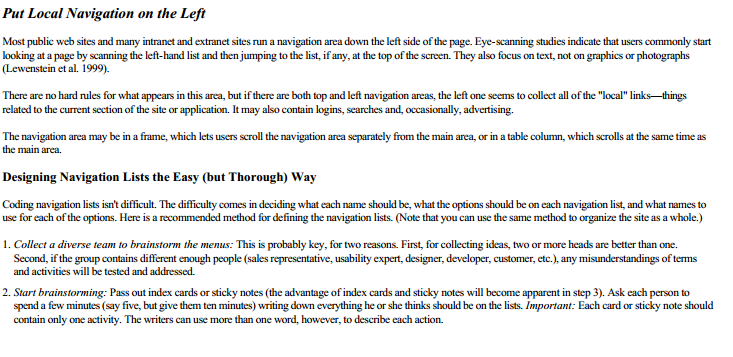 Put Local Navigation on the Left
Most public web sites and many intranet and extranet sites run a navigation area down the left side of the page. Eye-scanning studies indicate that users commonly start
looking at a page by scanning the left-hand list and then jumping to the list, if any, at the top of the screen. They also focus on text, not on graphics or photographs
(Lewenstein et al. 1999).
There are no hard rules for what appears in this area, but if there are both top and left navigation areas, the left one seems to collect all of the "local" links—things
related to the current section of the site or application. It may also contain logins, searches and, occasionally, advertising.
The navigation area may be in a frame, which lets users scroll the navigation area separately from the main area, or in a table column, which scrolls at the same time as
the main area.
Designing Navigation Lists the Easy (but Thorough) Way
Coding navigation lists isn't difficult. The difficulty comes in deciding what each name should be, what the options should be on each navigation list, and what names to
use for each of the options. Here is a recommended method for defining the navigation lists. (Note that you can use the same method to organize the site as a whole.)
1. Collect a diverse team to brainstorm the menus: This is probably key, for two reasons. First, for collecting ideas, two or more heads are better than one.
Second, if the group contains different enough people (sales representative, usability expert, designer, developer, customer, etc.), any misunderstandings of terms
and activities will be tested and addressed.
2. Start brainstorming: Pass out index cards or sticky notes (the advantage of index cards and sticky notes will become apparent in step 3). Ask each person to
spend a few minutes (say five, but give them ten minutes) writing down everything he or she thinks should be on the lists. Important: Each card or sticky note should
contain only one activity. The writers can use more than one word, however, to describe each action.